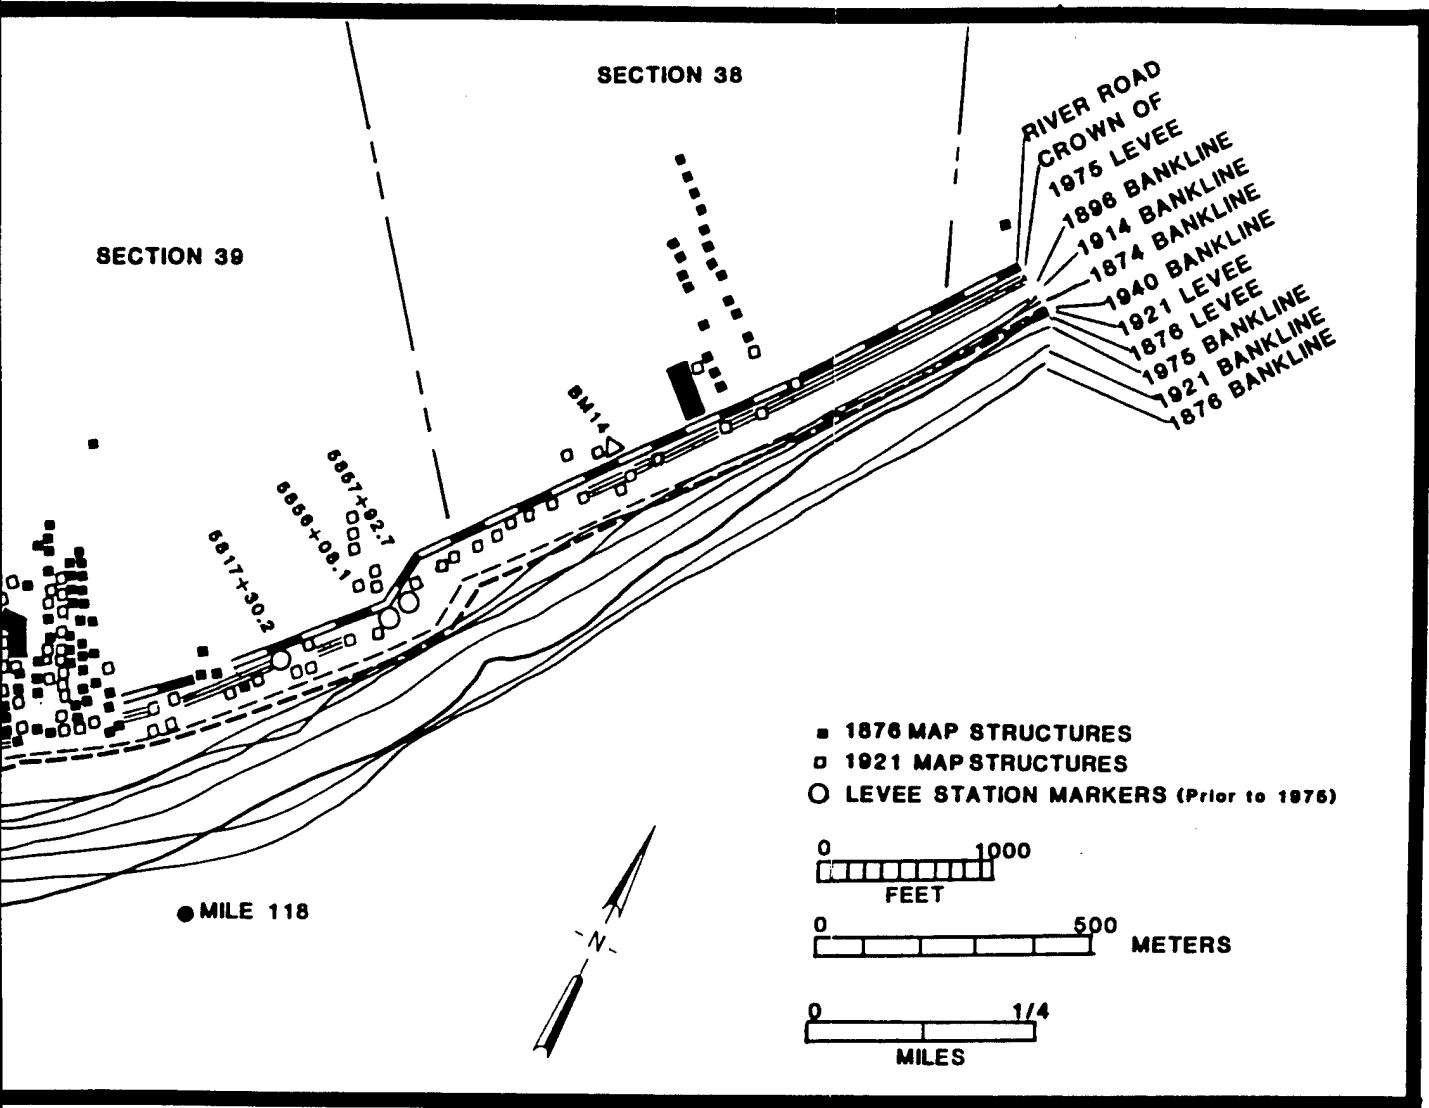 SECTION 38
RIVER ROAD
CROWN OF
1975 LEVEE
1896 BANKLINE
1914 BANKLINE
1874 BANKLINE
1940 BANKLINE
1921 LEVEE
1876 LEVEE
1975 BANKLINE
1921 BANKLINE
1876 BANKLINE
SECTION 39
BM14
5857+92.7
5856+08.1
5817+30.2
1876 MAP STRUCTURES
1921 MAP STRUCTURES
LEVEE STATION MARKERS (Prior to 1975)
0 1000
FEET
MILE 118
0 500
METERS
-N-
0 1/4
MILES